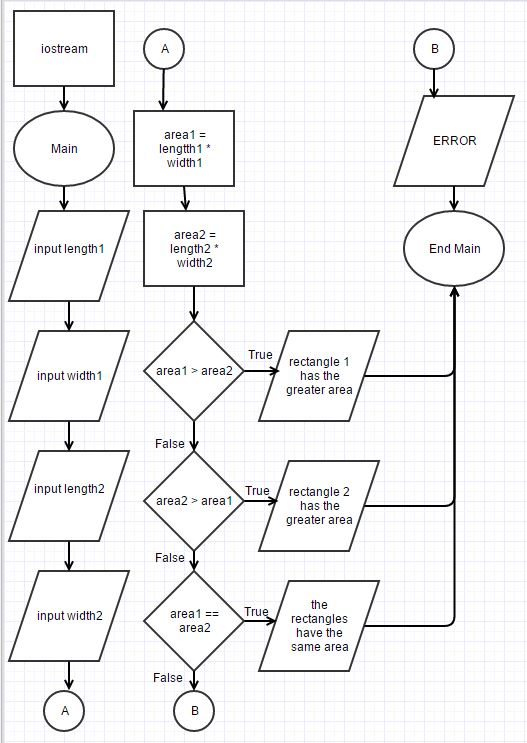 iostream
Main
input length1
input width1
input length2
input width2
A
A
area1 =
lengtth1 *
width1
area2 =
length2 *
width2
area1 > area2
True
rectangle 1
has the
greater area
False
area2 > area1
True
rectangle 2
has the
greater area
False
area1 ==
area2
True
the
rectangles
have the
same area
False
B
B
ERROR
End Main